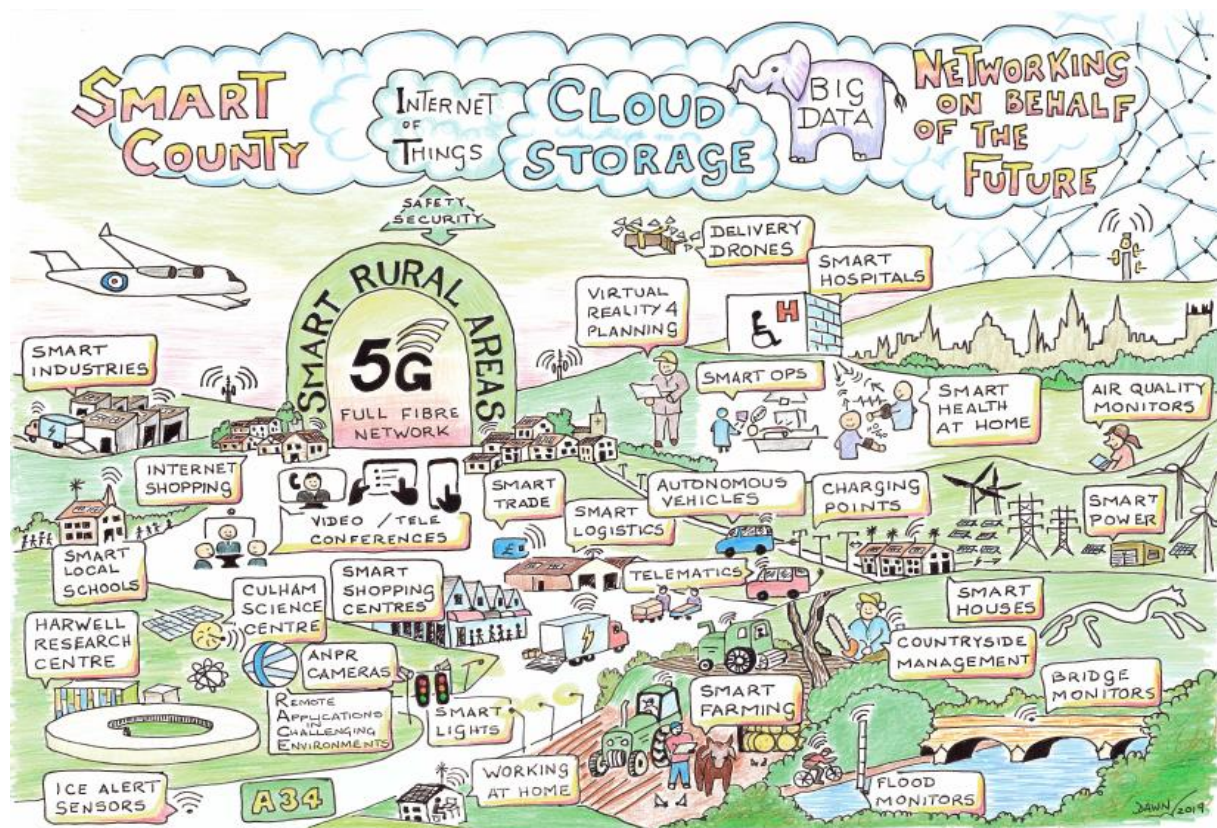 SMART
COUNTY
INTERNET
OF
THINGS
CLOUD
STORAGE
BIG
DATA
NETWORKING
ON BEHALF
OF THE
FUTURE
SAFETY
SECURITY
SMART RURAL AREAS
5G
FULL FIBRE
NETWORK
DELIVERY
DRONES
SMART
HOSPITALS
H
VIRTUAL
REALITY 4
PLANNING
SMART
INDUSTRIES
SMART OPS
SMART
HEALTH
AT HOME
AIR QUALITY
MONITORS
INTERNET
SHOPPING
VIDEO / TELE
CONFERENCES
SMART
TRADE
£
SMART
LOGISTICS
AUTONOMOUS
VEHICLES
CHARGING
POINTS
SMART
POWER
SMART
LOCAL
SCHOOLS
CULHAM
SCIENCE
CENTRE
SMART
SHOPPING
CENTRES
TELEMATICS
SMART
HOUSES
HARWELL
RESEARCH
CENTRE
ANPR
CAMERAS
COUNTRYSIDE
MANAGEMENT
BRIDGE
MONITORS
REMOTE
APPLICATIONS
IN
CHALLENGING
ENVIRONMENTS
SMART
LIGHTS
SMART
FARMING
ICE ALERT
SENSORS
A34
WORKING
AT HOME
FLOOD
MONITORS
DAWN/2019